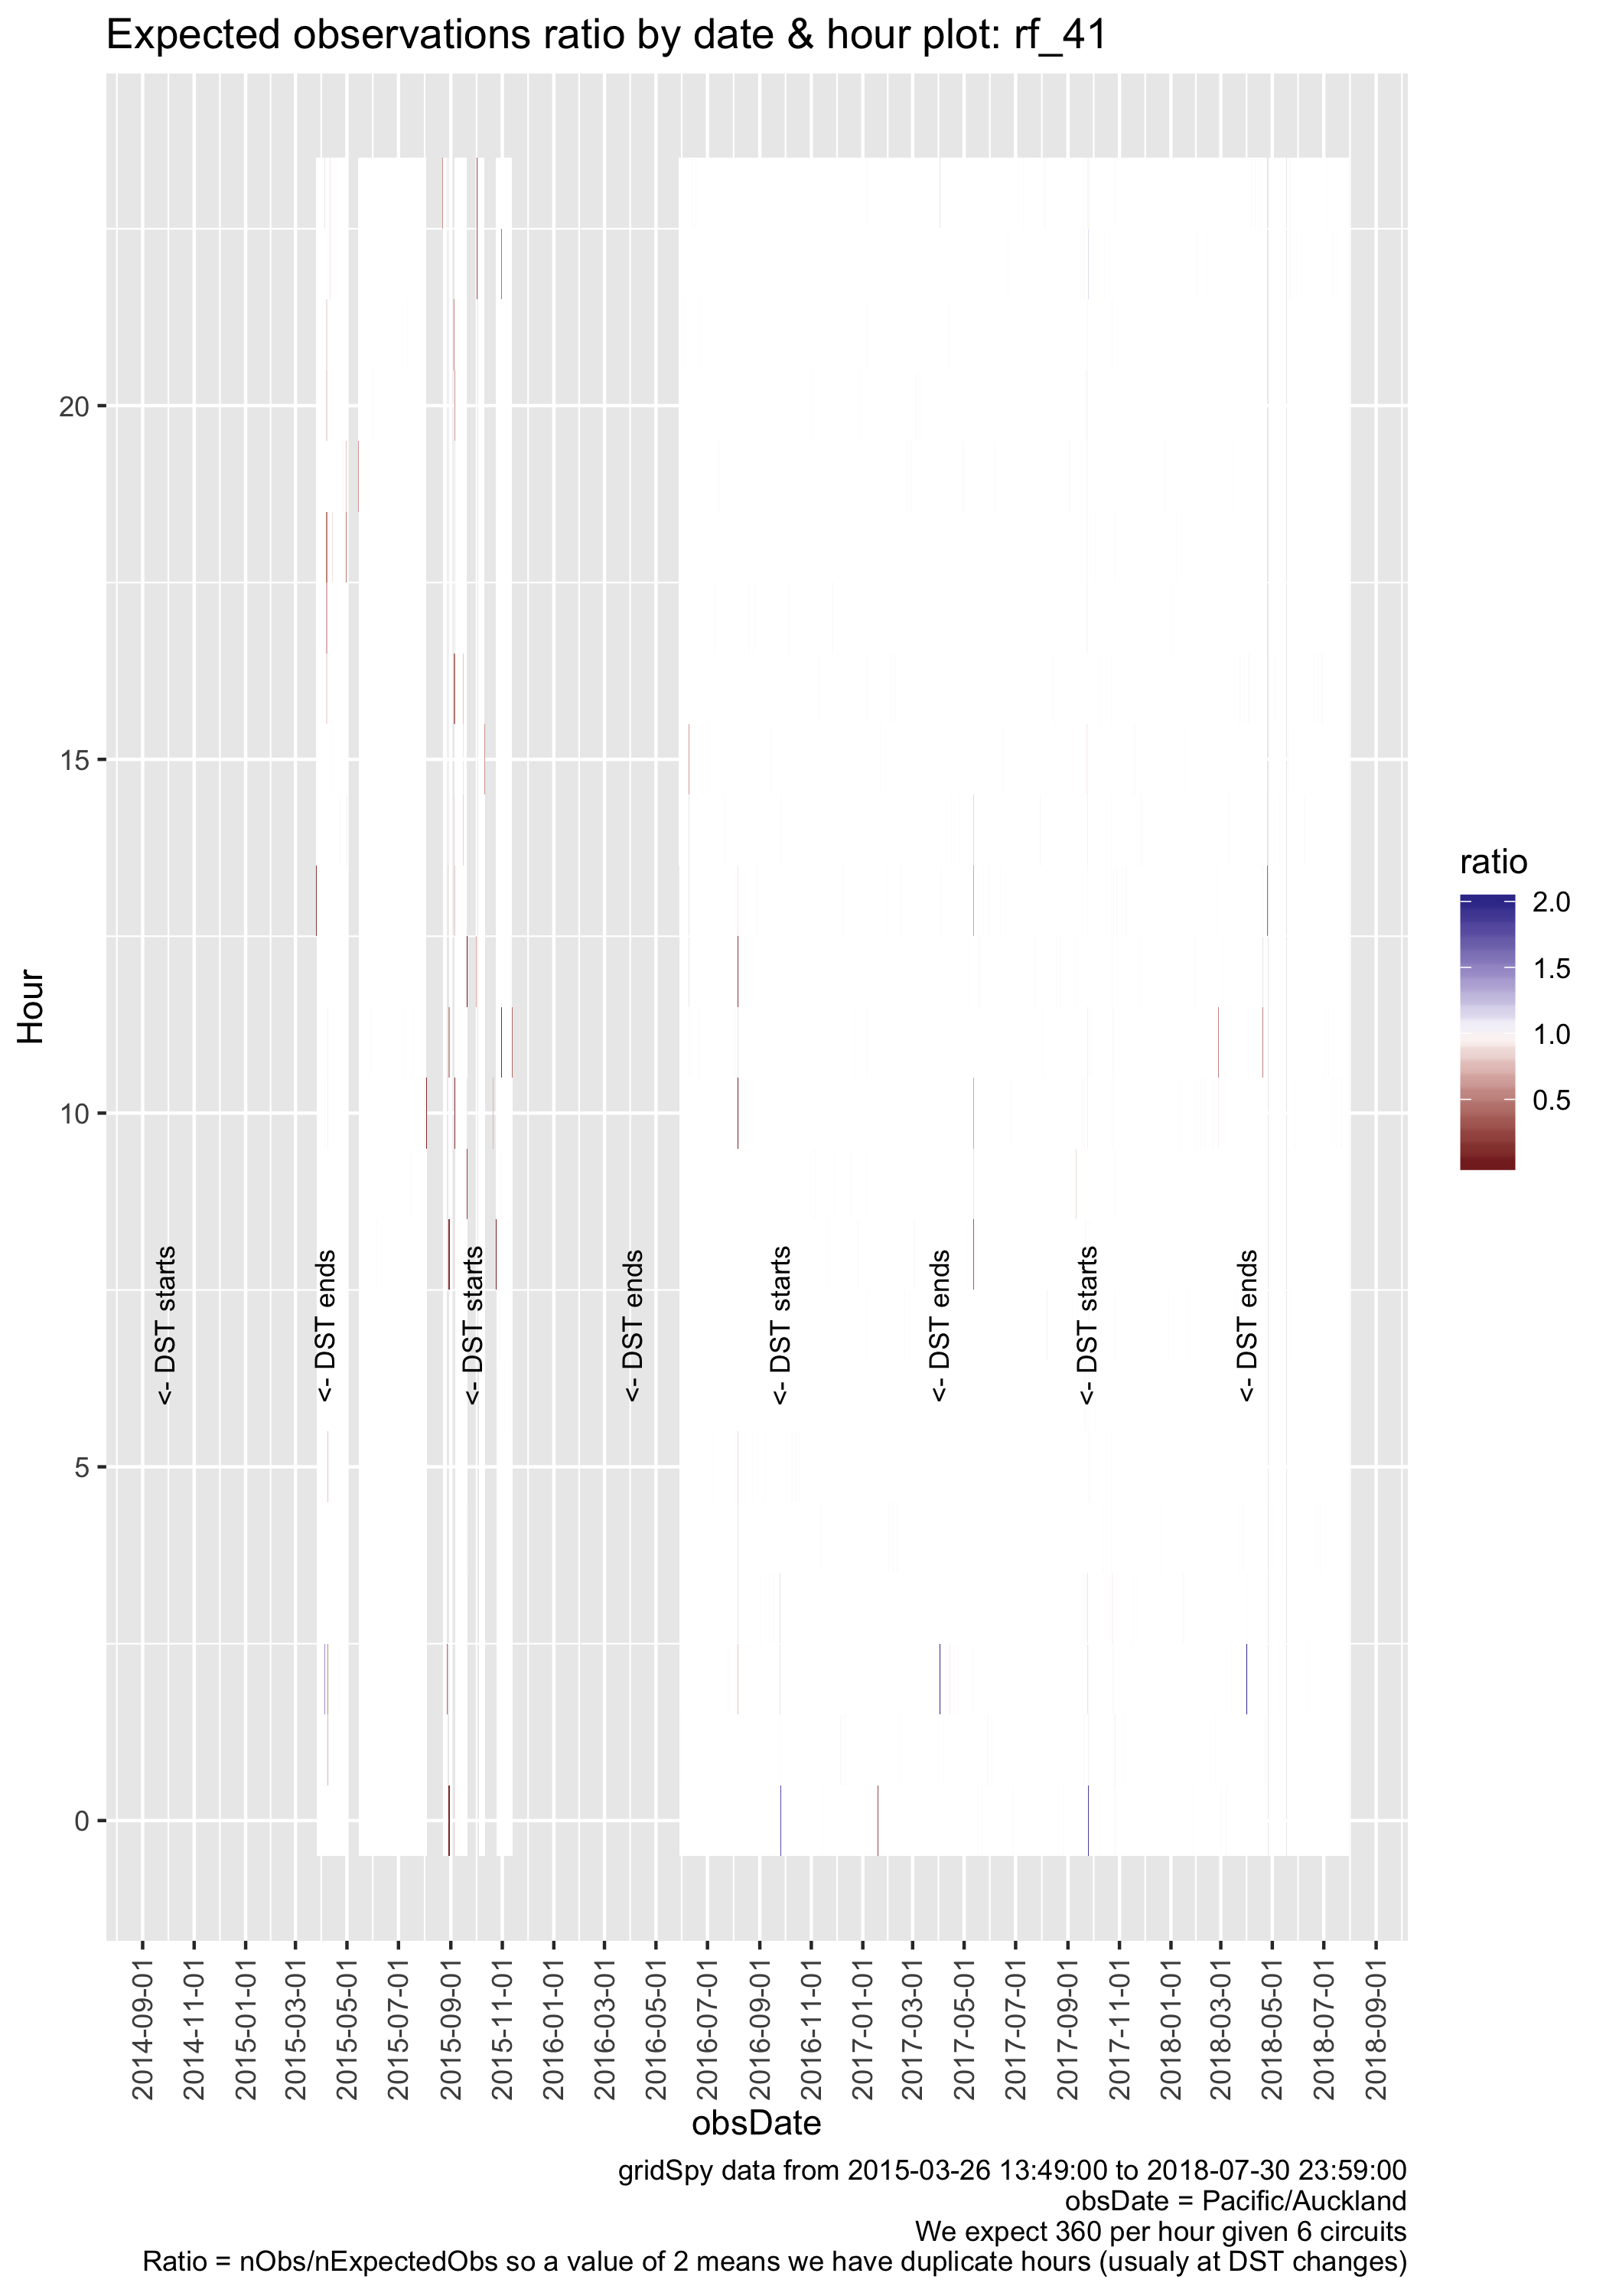 Expected observations ratio by date & hour plot: rf_41
Hour
20
15
10
5
0
<- DST starts
<- DST ends
<- DST starts
<- DST ends
<- DST starts
<- DST ends
<- DST starts
<- DST ends
ratio
2.0
1.5
1.0
0.5
2014-09-01
2014-11-01
2015-01-01
2015-03-01
2015-05-01
2015-07-01
2015-09-01
2015-11-01
2016-01-01
2016-03-01
2016-05-01
2016-07-01
2016-09-01
2016-11-01
2017-01-01
2017-03-01
2017-05-01
2017-07-01
2017-09-01
2017-11-01
2018-01-01
2018-03-01
2018-05-01
2018-07-01
2018-09-01
obsDate
gridSpy data from 2015-03-26 13:49:00 to 2018-07-30 23:59:00
obsDate = Pacific/Auckland
We expect 360 per hour given 6 circuits
Ratio = nObs/nExpectedObs so a value of 2 means we have duplicate hours (usualy at DST changes)